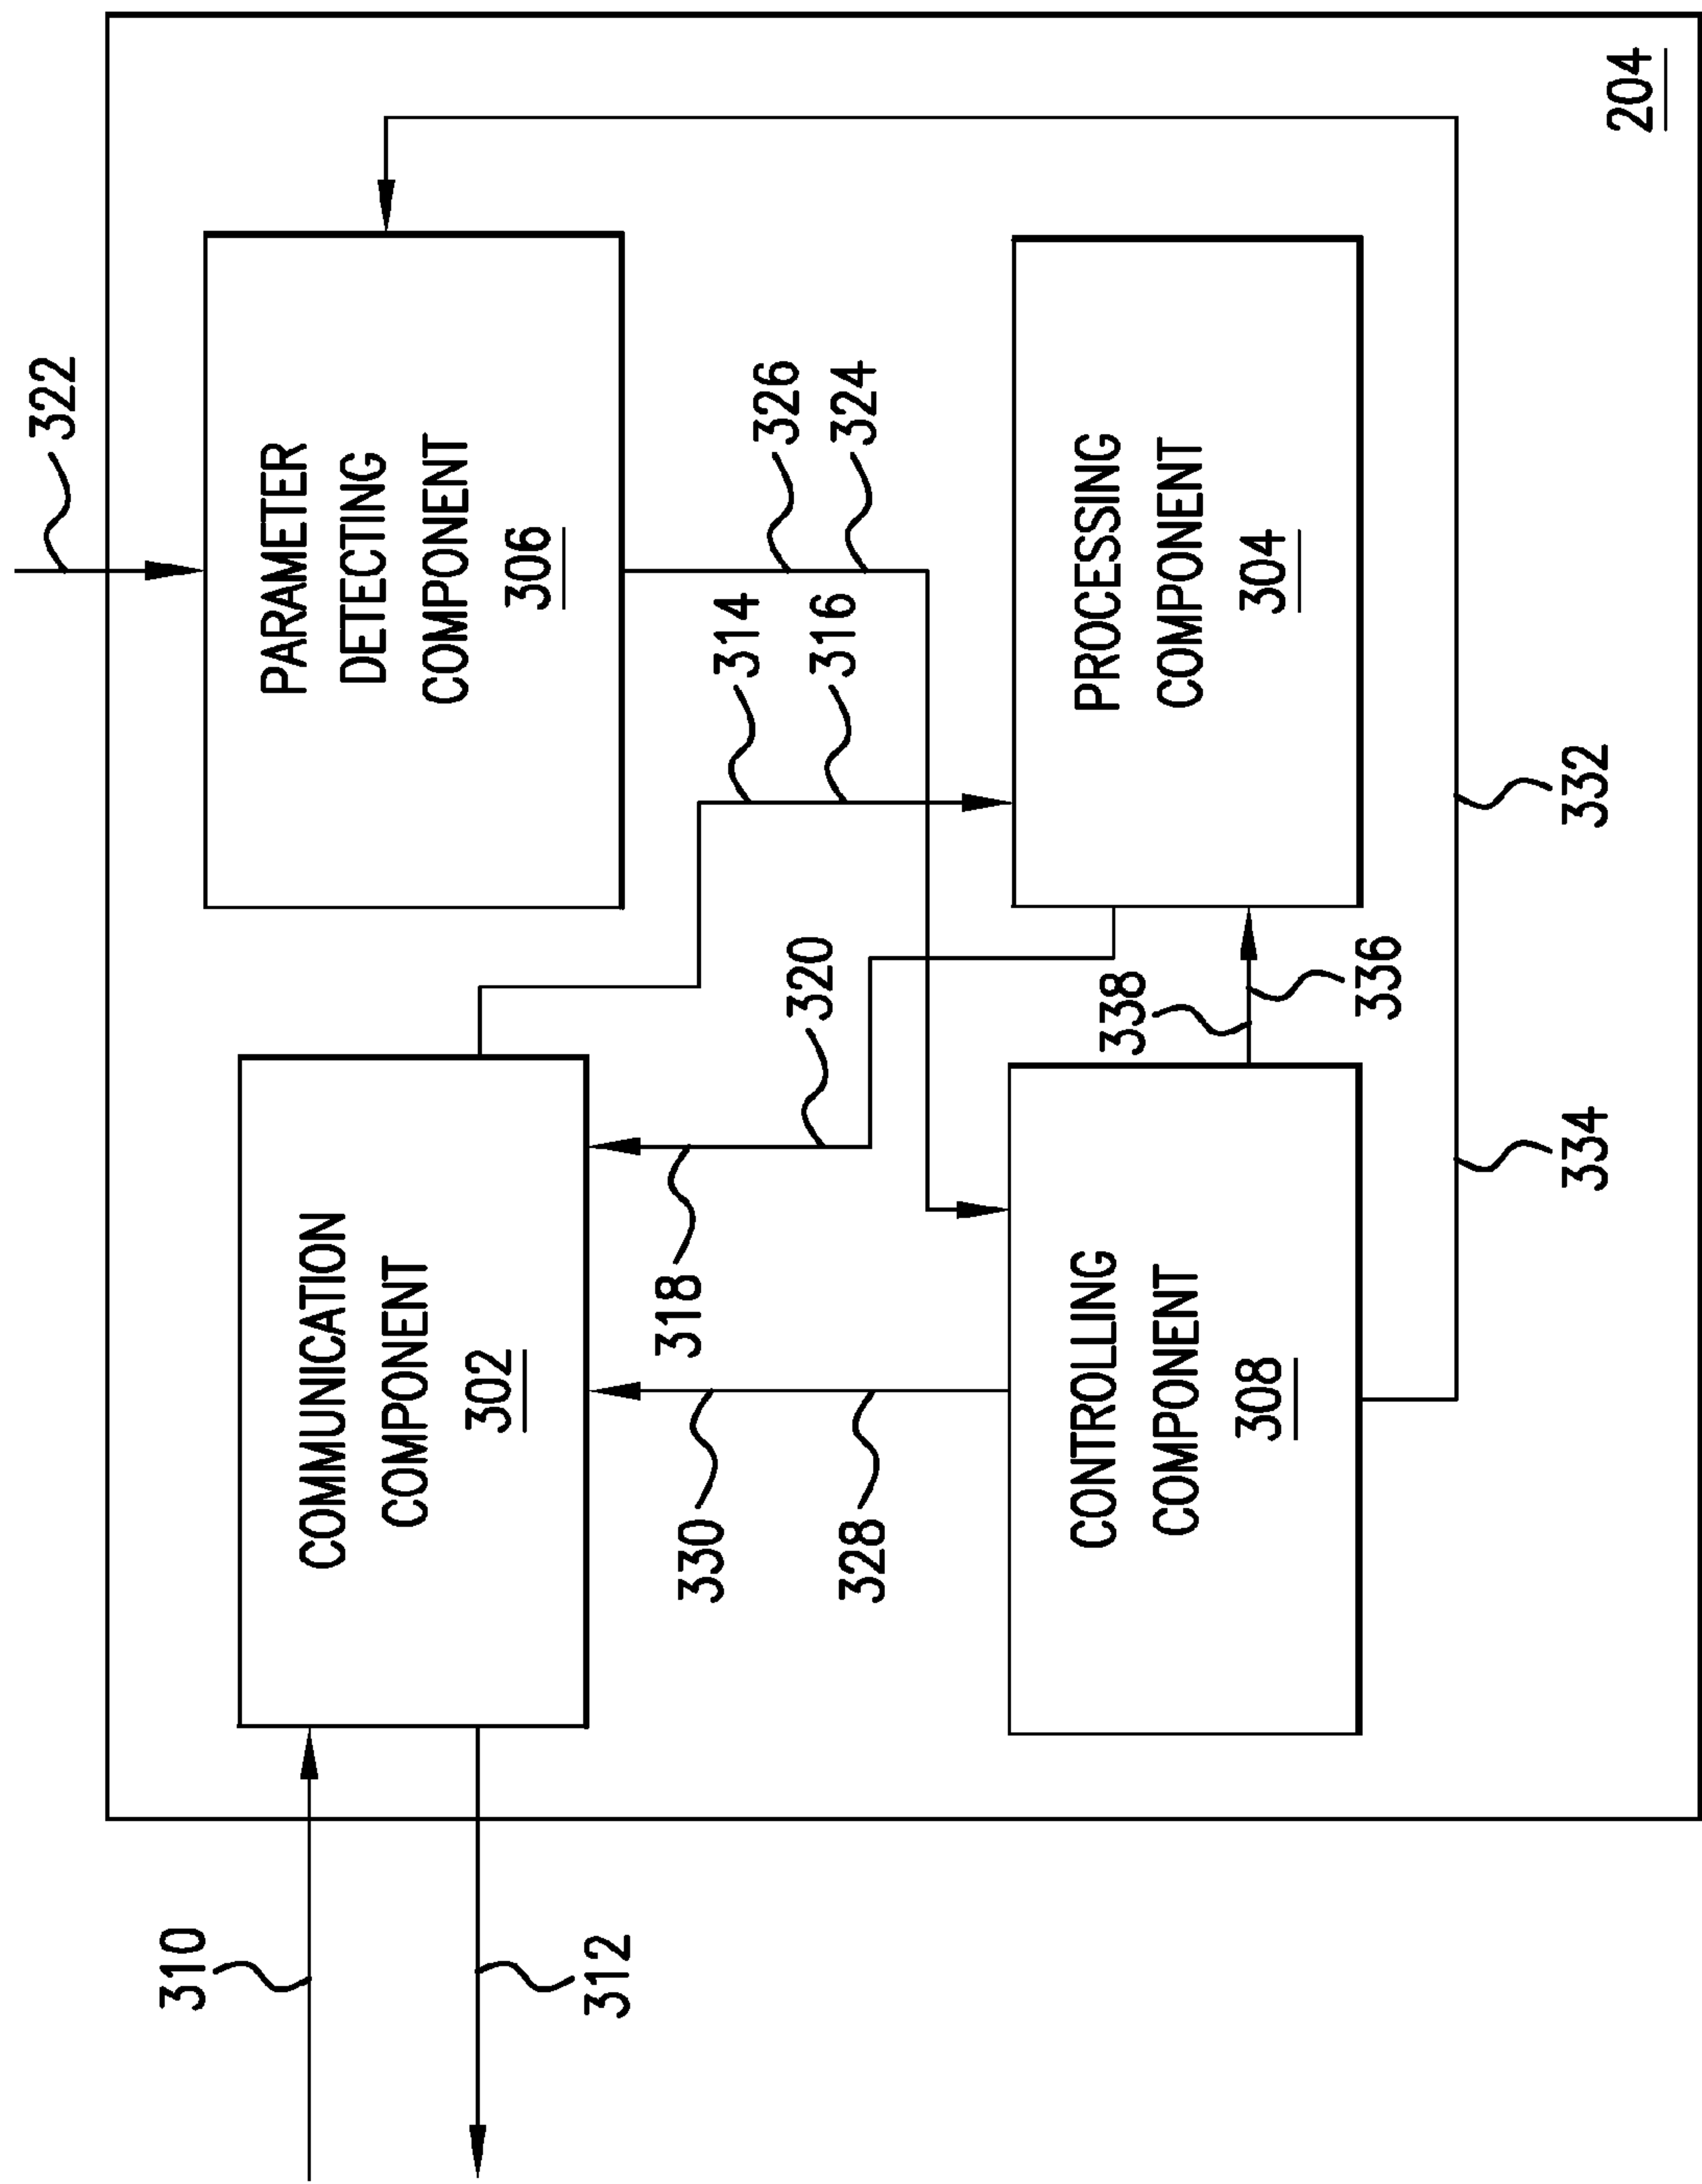 322
PARAMETER
DETECTING
COMPONENT
306
326
324
314
316
PROCESSING
COMPONENT
304
204
320
318
338
336
332
334
COMMUNICATION
COMPONENT
302
330
328
CONTROLLING
COMPONENT
308
310
312